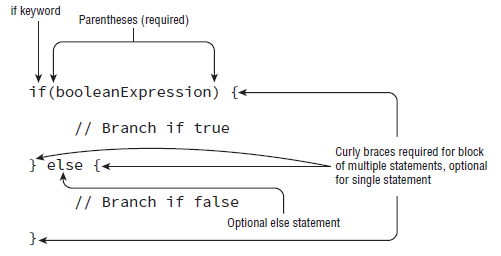 if keyword
Parentheses (required)
if(booleanExpression) {
// Branch if true
Curly braces required for block
of multiple statements, optional
for single statement
} else {
// Branch if false
Optional else statement
}